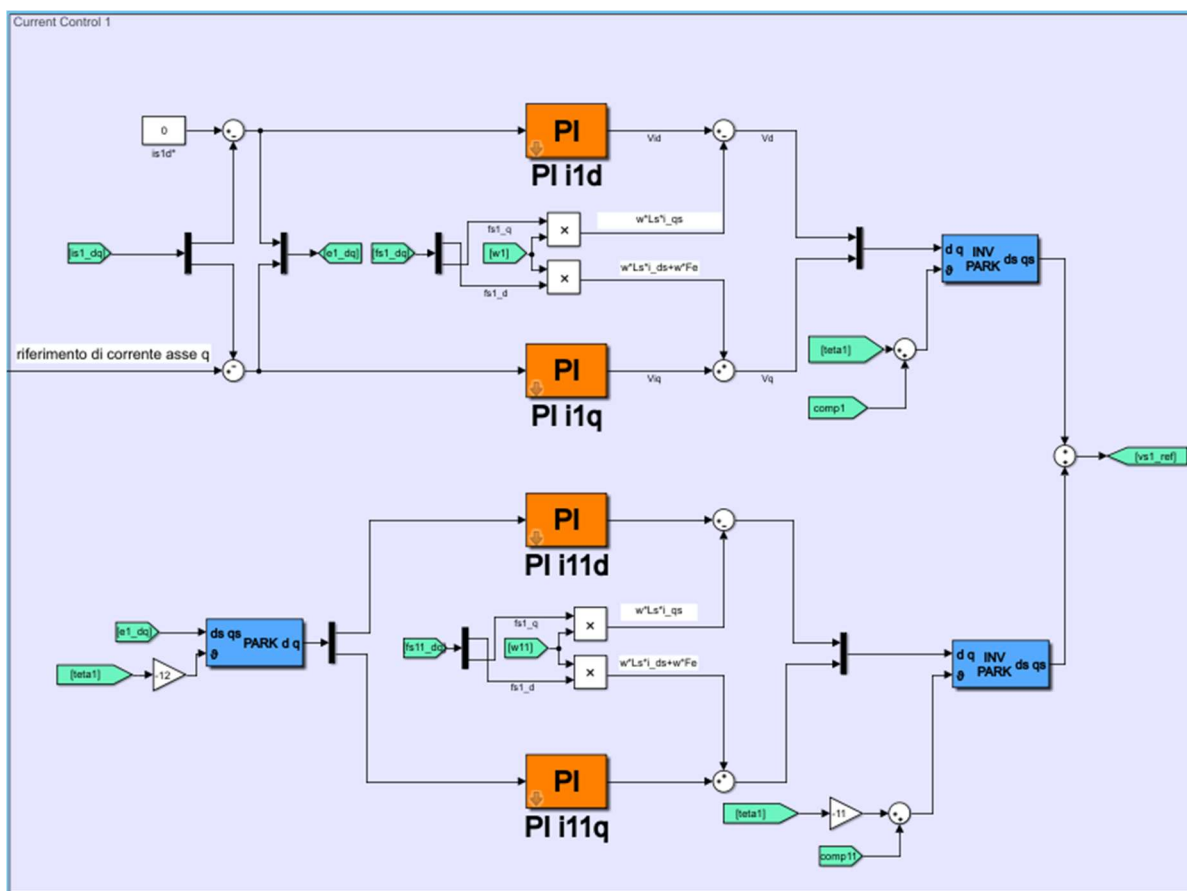 Current Control 1
0
is1d*
PI
PI i1d
Vid
Vd
[is1_dq]
[e1_dq]
[fs1_dq]
fs1_q
[w1]
fs1_d
×
×
w*Ls*i_qs
w*Ls*i_ds+w*Fe
riferimento di corrente asse q
PI
PI i1q
Viq
Vq
d q INV PARK ds qs
ϑ
[teta1]
comp1
[vs1_ref]
PI
PI i11d
[e1_dq]
[teta1]
-12
ds qs PARK d q
ϑ
fs11_dq]
fs1_q
[w11]
fs1_d
×
×
w*Ls*i_qs
w*Ls*i_ds+w*Fe
PI
PI i11q
d q INV PARK ds qs
ϑ
[teta1]
-11
comp11